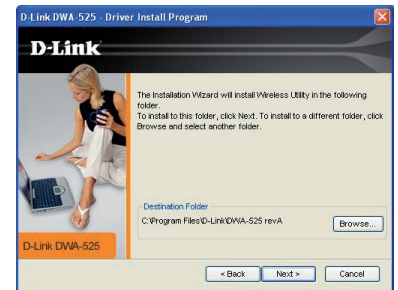 D-Link DWA-525 - Driver Install Program
D-Link
The Installation Wizard will install Wireless Utility in the following
folder.
To install to this folder, click Next. To install to a different folder, click
Browse and select another folder.
Destination Folder
C:\Program Files\D-Link\DWA-525 revA
Browse...
D-Link DWA-525
< Back
Next >
Cancel